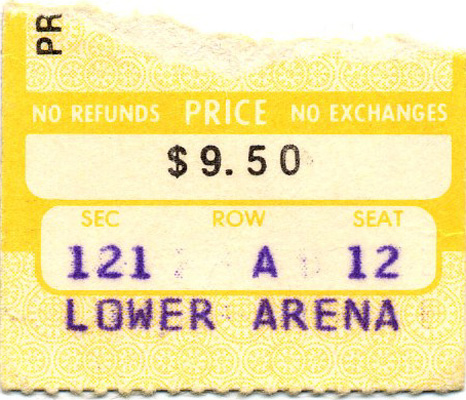 PR
NO REFUNDS PRICE NO EXCHANGES
$9.50
SEC ROW SEAT
121 A 12
LOWER ARENA